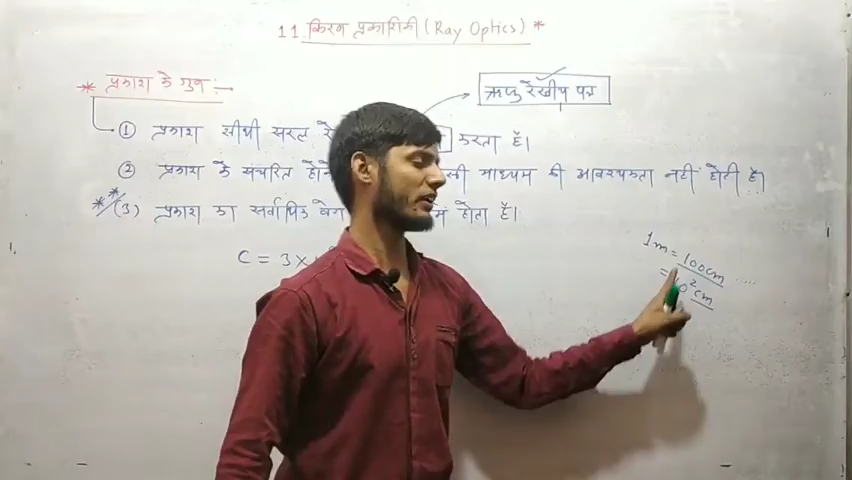 11. किरण प्रकाशिकी (Ray Optics) *
* प्रकाश के गुण :→
ऋजु रेखीय पथ
① प्रकाश सीधी सरल करता है।
② प्रकाश के संचरित माध्यम की आवश्यकता नहीं होती है।
(3) प्रकाश का सर्वाधिक वेग में होता है।
C = 3 ×
1m = 100cm
= 10² cm